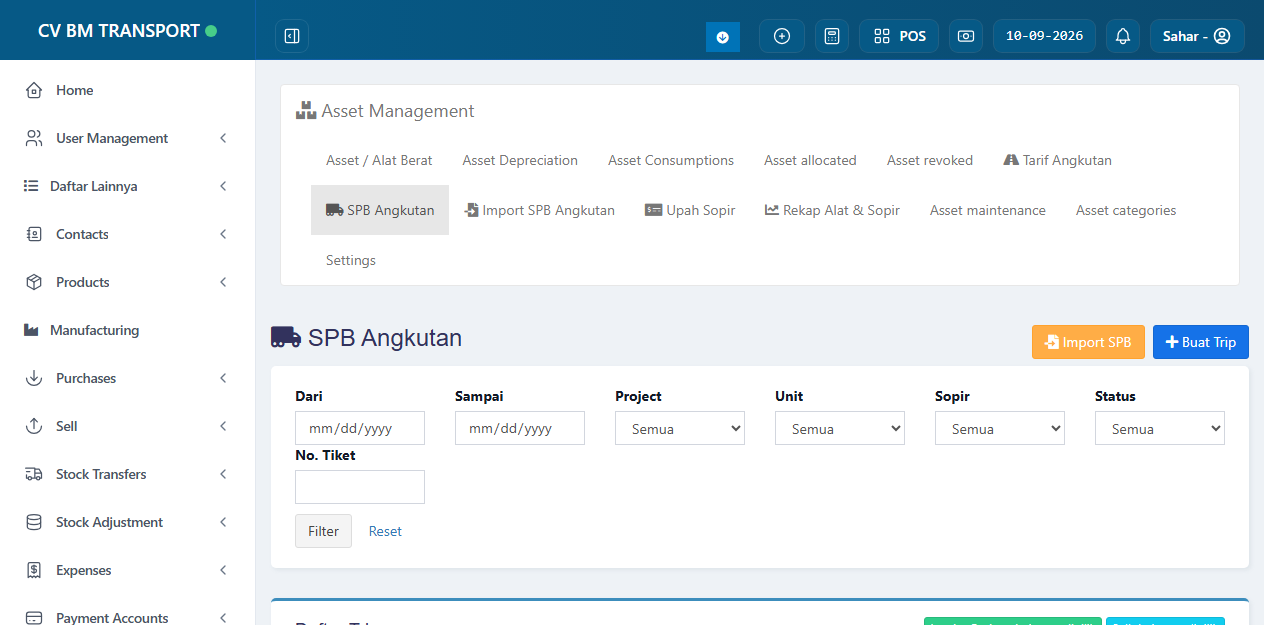 CV BM TRANSPORT
POS
10-09-2026
Sahar -
Home
User Management
Daftar Lainnya
Contacts
Products
Manufacturing
Purchases
Sell
Stock Transfers
Stock Adjustment
Expenses
Payment Accounts
Asset Management
Asset / Alat Berat
Asset Depreciation
Asset Consumptions
Asset allocated
Asset revoked
Tarif Angkutan
SPB Angkutan
Import SPB Angkutan
Upah Sopir
Rekap Alat & Sopir
Asset maintenance
Asset categories
Settings
SPB Angkutan
Import SPB
Buat Trip
Dari
Sampai
Project
Unit
Sopir
Status
mm/dd/yyyy
mm/dd/yyyy
Semua
Semua
Semua
Semua
No. Tiket
Filter
Reset